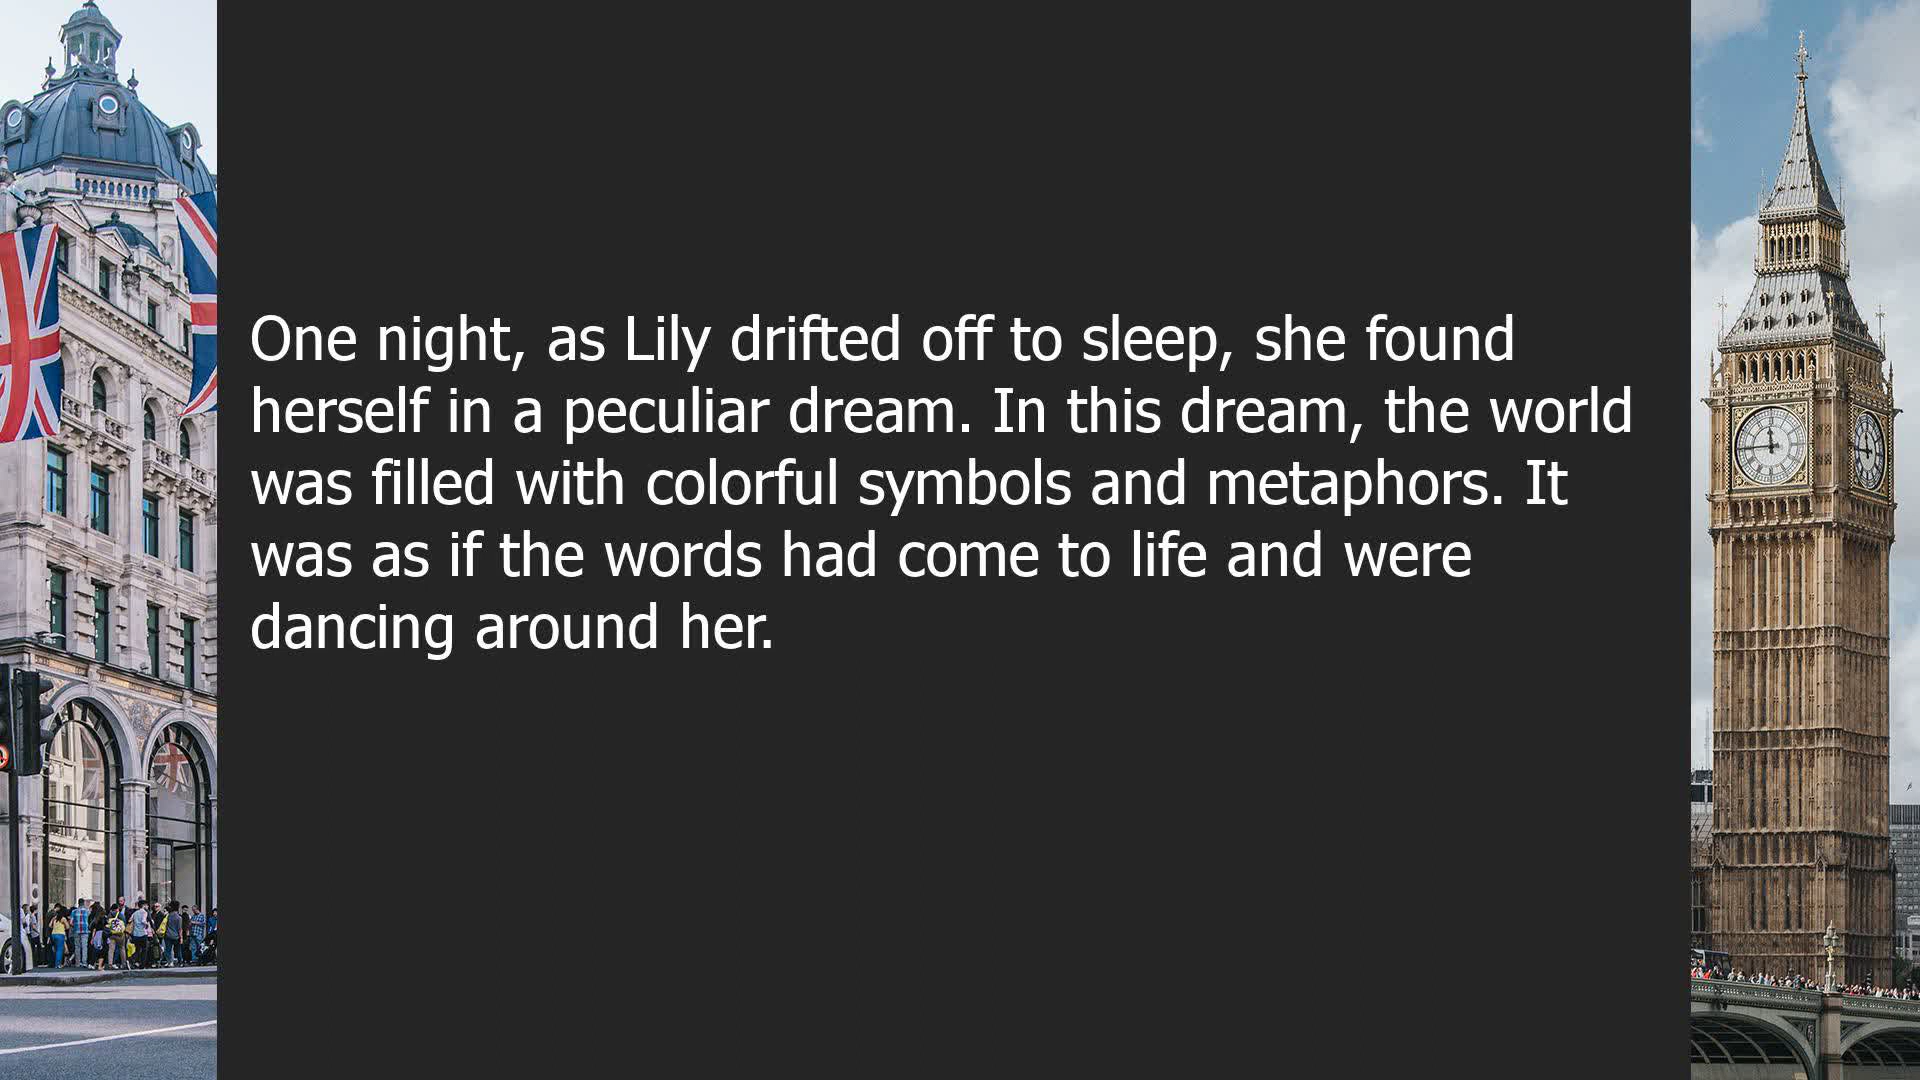 One night, as Lily drifted off to sleep, she found
herself in a peculiar dream. In this dream, the world
was filled with colorful symbols and metaphors. It
was as if the words had come to life and were
dancing around her.